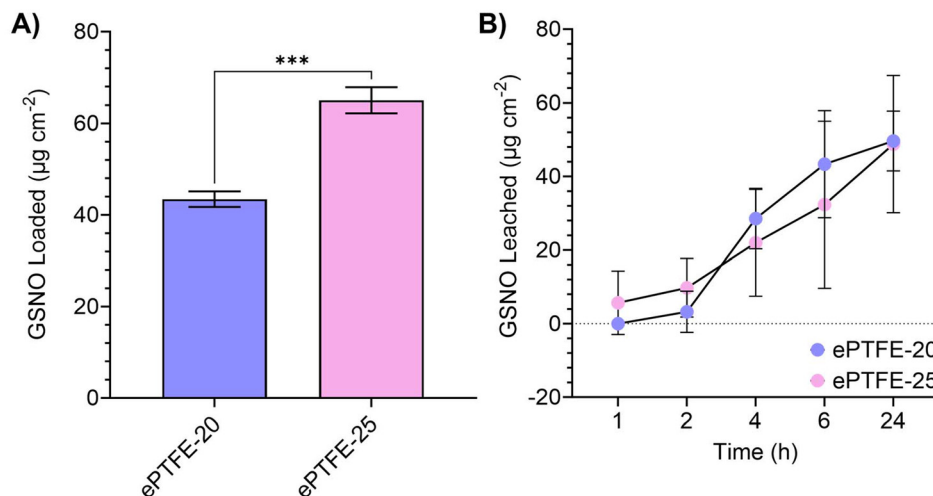 A)
GSNO Loaded (µg cm⁻²)
80
60
40
20
0
***
ePTFE-20
ePTFE-25
B)
GSNO Leached (µg cm⁻²)
80
60
40
20
0
-20
1 2 4 6 24
Time (h)
ePTFE-20
ePTFE-25